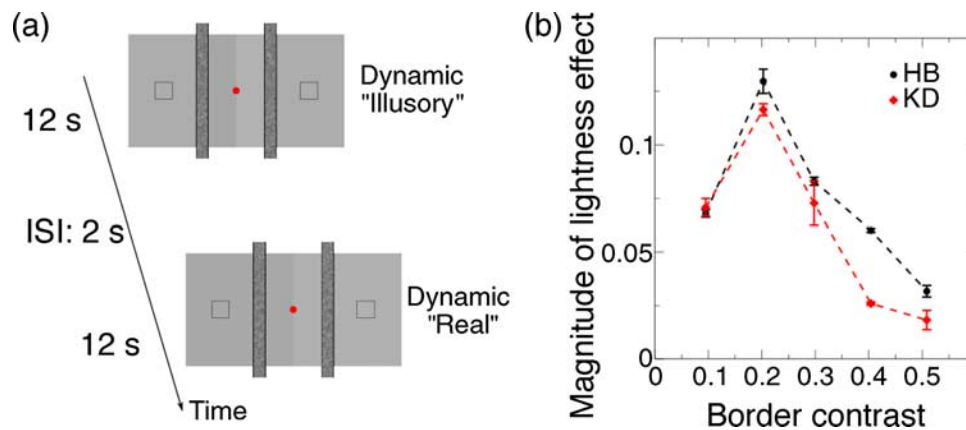 (a)
Dynamic
"Illusory"
12 s
ISI: 2 s
Dynamic
"Real"
12 s
Time
(b)
HB
KD
Magnitude of lightness effect
0.1
0.05
0
0 0.1 0.2 0.3 0.4 0.5
Border contrast